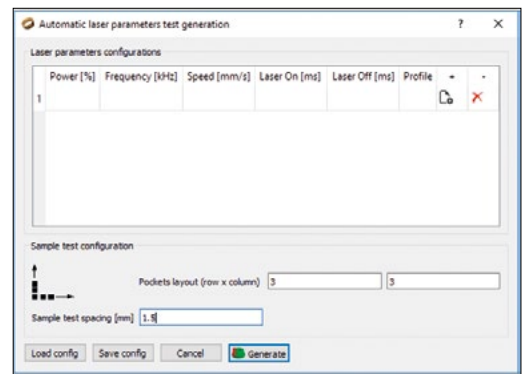 Automatic laser parameters test generation ? ×
Laser parameters configurations
Power [%] Frequency [kHz] Speed [mm/s] Laser On [ms] Laser Off [ms] Profile + -
1
Sample test configuration
Pockets layout (row x column) 3 3
Sample test spacing [mm] 1.5
Load config Save config Cancel Generate